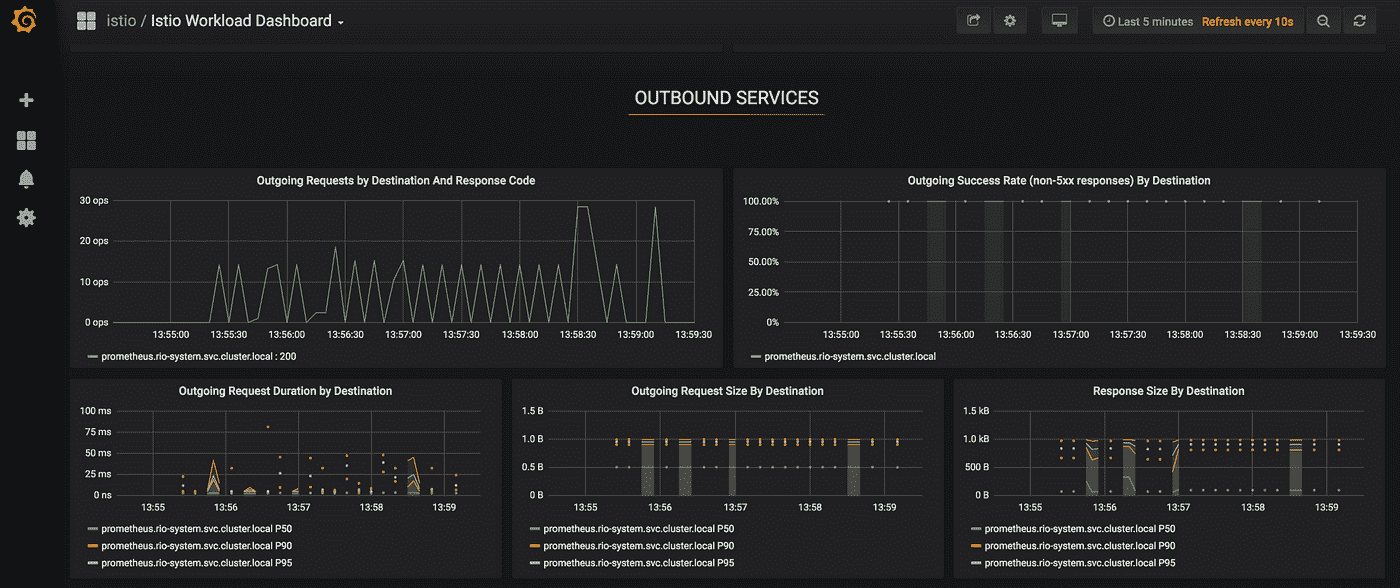 istio / Istio Workload Dashboard
Last 5 minutes Refresh every 10s
OUTBOUND SERVICES
Outgoing Requests by Destination And Response Code
30 ops
20 ops
10 ops
0 ops
13:55:00 13:55:30 13:56:00 13:56:30 13:57:00 13:57:30 13:58:00 13:58:30 13:59:00 13:59:30
prometheus.rio-system.svc.cluster.local : 200
Outgoing Success Rate (non-5xx responses) By Destination
100.00%
75.00%
50.00%
25.00%
0%
13:55:00 13:55:30 13:56:00 13:56:30 13:57:00 13:57:30 13:58:00 13:58:30 13:59:00 13:59:30
prometheus.rio-system.svc.cluster.local
Outgoing Request Duration by Destination
100 ms
75 ms
50 ms
25 ms
0 ns
13:55 13:56 13:57 13:58 13:59
prometheus.rio-system.svc.cluster.local P50
prometheus.rio-system.svc.cluster.local P90
prometheus.rio-system.svc.cluster.local P95
Outgoing Request Size By Destination
1.5 B
1.0 B
0.5 B
0 B
13:55 13:56 13:57 13:58 13:59
prometheus.rio-system.svc.cluster.local P50
prometheus.rio-system.svc.cluster.local P90
prometheus.rio-system.svc.cluster.local P95
Response Size By Destination
1.5 kB
1.0 kB
500 B
0 B
13:55 13:56 13:57 13:58 13:59
prometheus.rio-system.svc.cluster.local P50
prometheus.rio-system.svc.cluster.local P90
prometheus.rio-system.svc.cluster.local P95